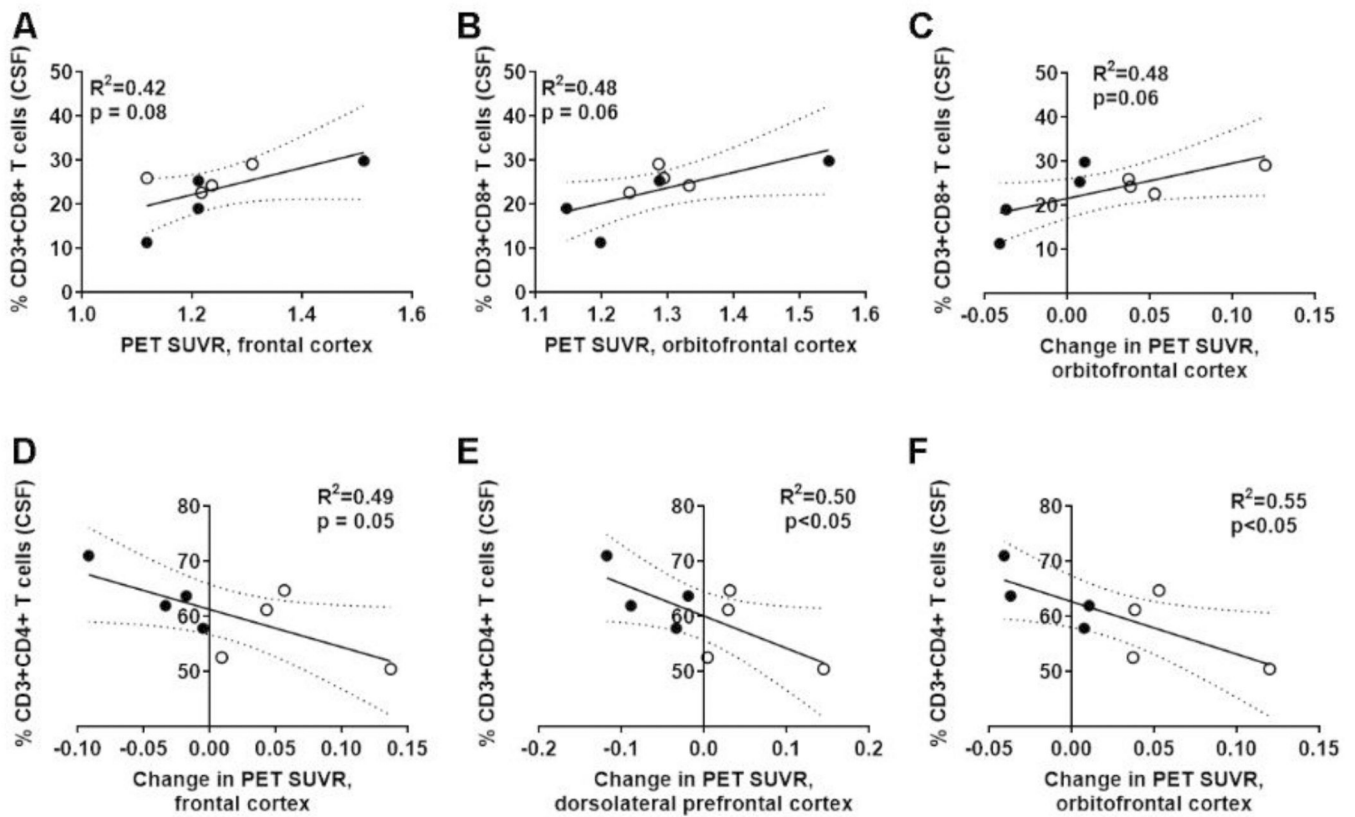 A
% CD3+CD8+ T cells (CSF)
R²=0.42
p = 0.08
50
40
30
20
10
0
1.0 1.2 1.4 1.6
PET SUVR, frontal cortex
B
% CD3+CD8+ T cells (CSF)
R²=0.48
p = 0.06
50
40
30
20
10
0
1.1 1.2 1.3 1.4 1.5 1.6
PET SUVR, orbitofrontal cortex
C
% CD3+CD8+ T cells (CSF)
R²=0.48
p=0.06
50
40
30
20
10
-0.05 0.00 0.05 0.10 0.15
Change in PET SUVR,
orbitofrontal cortex
D
% CD3+CD4+ T cells (CSF)
R²=0.49
p = 0.05
80
70
60
50
-0.10 -0.05 0.00 0.05 0.10 0.15
Change in PET SUVR,
frontal cortex
E
% CD3+CD4+ T cells (CSF)
R²=0.50
p<0.05
80
70
60
50
-0.2 -0.1 0.0 0.1 0.2
Change in PET SUVR,
dorsolateral prefrontal cortex
F
% CD3+CD4+ T cells (CSF)
R²=0.55
p<0.05
80
70
60
50
-0.05 0.00 0.05 0.10 0.15
Change in PET SUVR,
orbitofrontal cortex